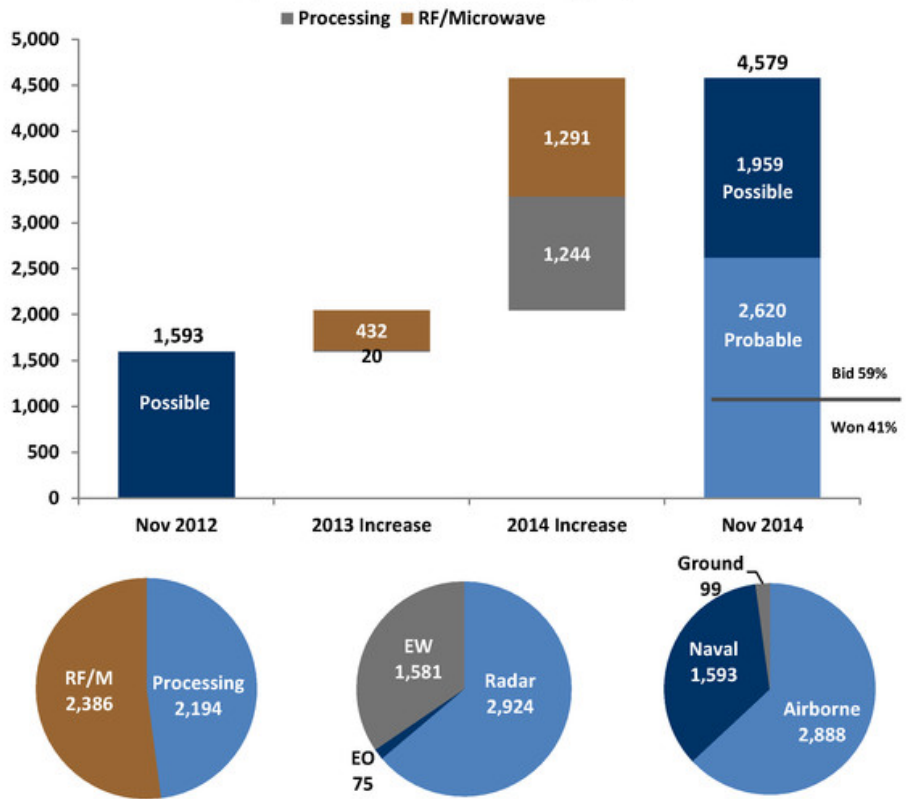 Processing RF/Microwave
5,000
4,500
4,000
3,500
3,000
2,500
2,000
1,500
1,000
500
0
1,593
Possible
432
20
1,291
1,244
4,579
1,959
Possible
2,620
Probable
Bid 59%
Won 41%
Nov 2012 2013 Increase 2014 Increase Nov 2014
RF/M
2,386
Processing
2,194
EW
1,581
Radar
2,924
EO
75
Ground
99
Naval
1,593
Airborne
2,888